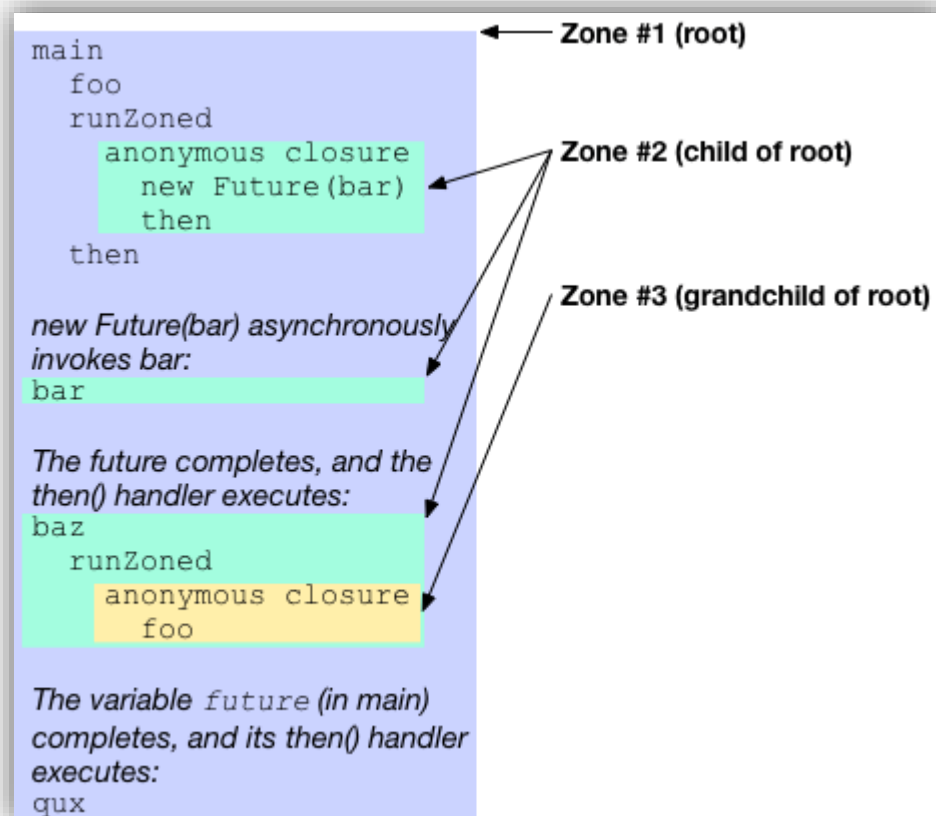 Zone #1 (root)
main
foo
runZoned
anonymous closure
Zone #2 (child of root)
new Future(bar)
then
then
Zone #3 (grandchild of root)
new Future(bar) asynchronously
invokes bar:
bar
The future completes, and the
then() handler executes:
baz
runZoned
anonymous closure
foo
The variable future (in main)
completes, and its then() handler
executes:
qux